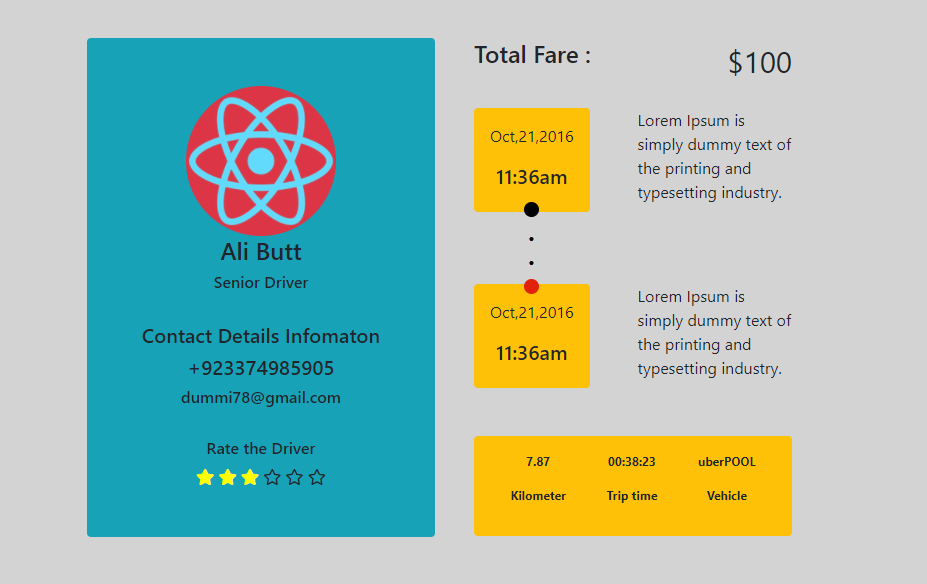 Ali Butt
Senior Driver
Contact Details Infomaton
+923374985905
dummi78@gmail.com
Rate the Driver
Total Fare :
$100
Oct,21,2016
11:36am
Lorem Ipsum is
simply dummy text of
the printing and
typesetting industry.
Oct,21,2016
11:36am
Lorem Ipsum is
simply dummy text of
the printing and
typesetting industry.
7.87 00:38:23 uberPOOL
Kilometer Trip time Vehicle